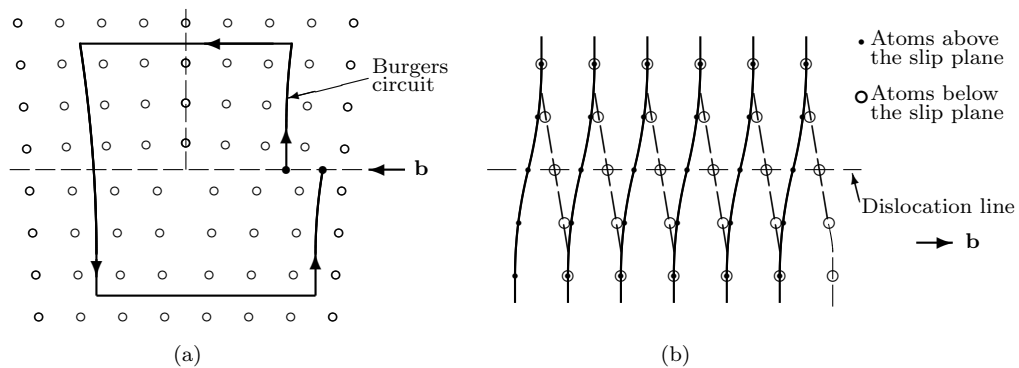 Burgers
circuit
b
(a)
Atoms above
the slip plane
Atoms below
the slip plane
Dislocation line
b
(b)